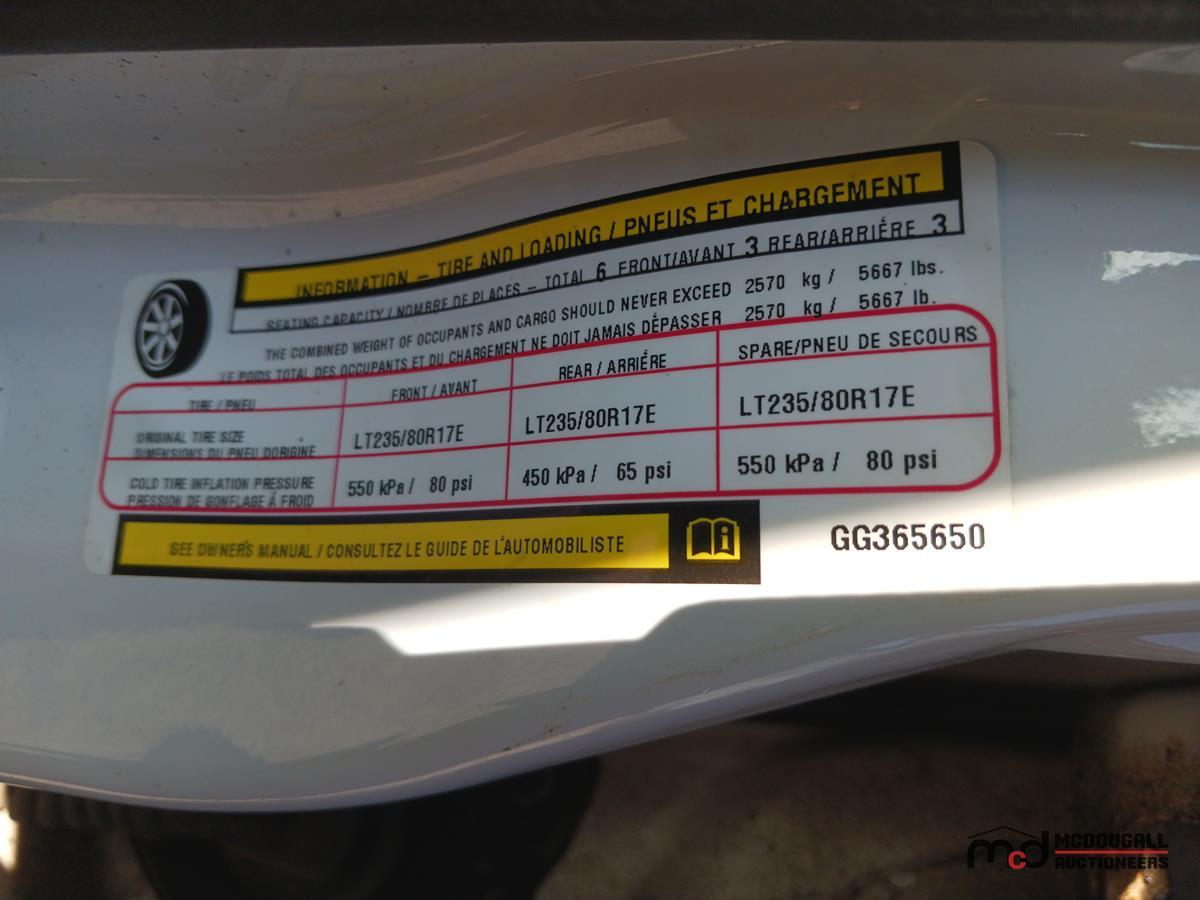 INFORMATION – TIRE AND LOADING / PNEUS ET CHARGEMENT
SEATING CAPACITY / NOMBRE DE PLACES – TOTAL 6 FRONT/AVANT 3 REAR/ARRIÈRE 3
THE COMBINED WEIGHT OF OCCUPANTS AND CARGO SHOULD NEVER EXCEED 2570 kg / 5667 lbs.
LE POIDS TOTAL DES OCCUPANTS ET DU CHARGEMENT NE DOIT JAMAIS DÉPASSER 2570 kg / 5667 lb.
TIRE / PNEU FRONT / AVANT REAR / ARRIÈRE SPARE/PNEU DE SECOURS
ORIGINAL TIRE SIZE
DIMENSIONS DU PNEU DORIGINE
LT235/80R17E LT235/80R17E LT235/80R17E
COLD TIRE INFLATION PRESSURE
PRESSION DE GONFLAGE À FROID
550 kPa / 80 psi 450 kPa / 65 psi 550 kPa / 80 psi
SEE OWNER'S MANUAL / CONSULTEZ LE GUIDE DE L'AUTOMOBILISTE
GG365650
mcd MCDOUGALL
AUCTIONEERS